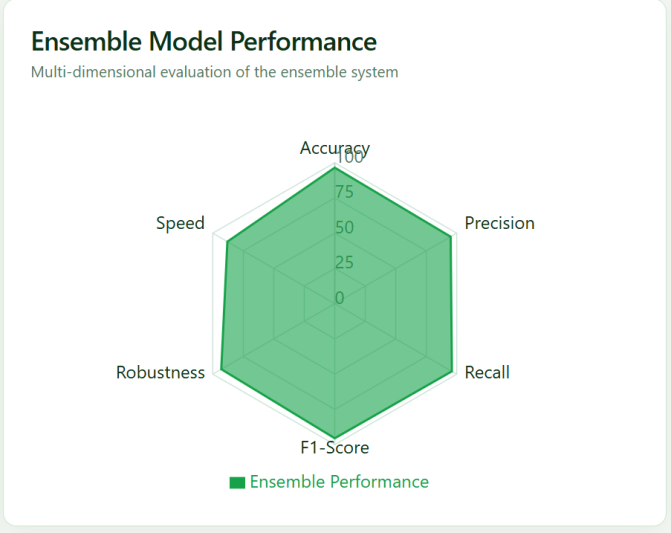 Ensemble Model Performance
Multi-dimensional evaluation of the ensemble system
Accuracy
100
75
Speed
Precision
50
25
0
Robustness
Recall
F1-Score
Ensemble Performance